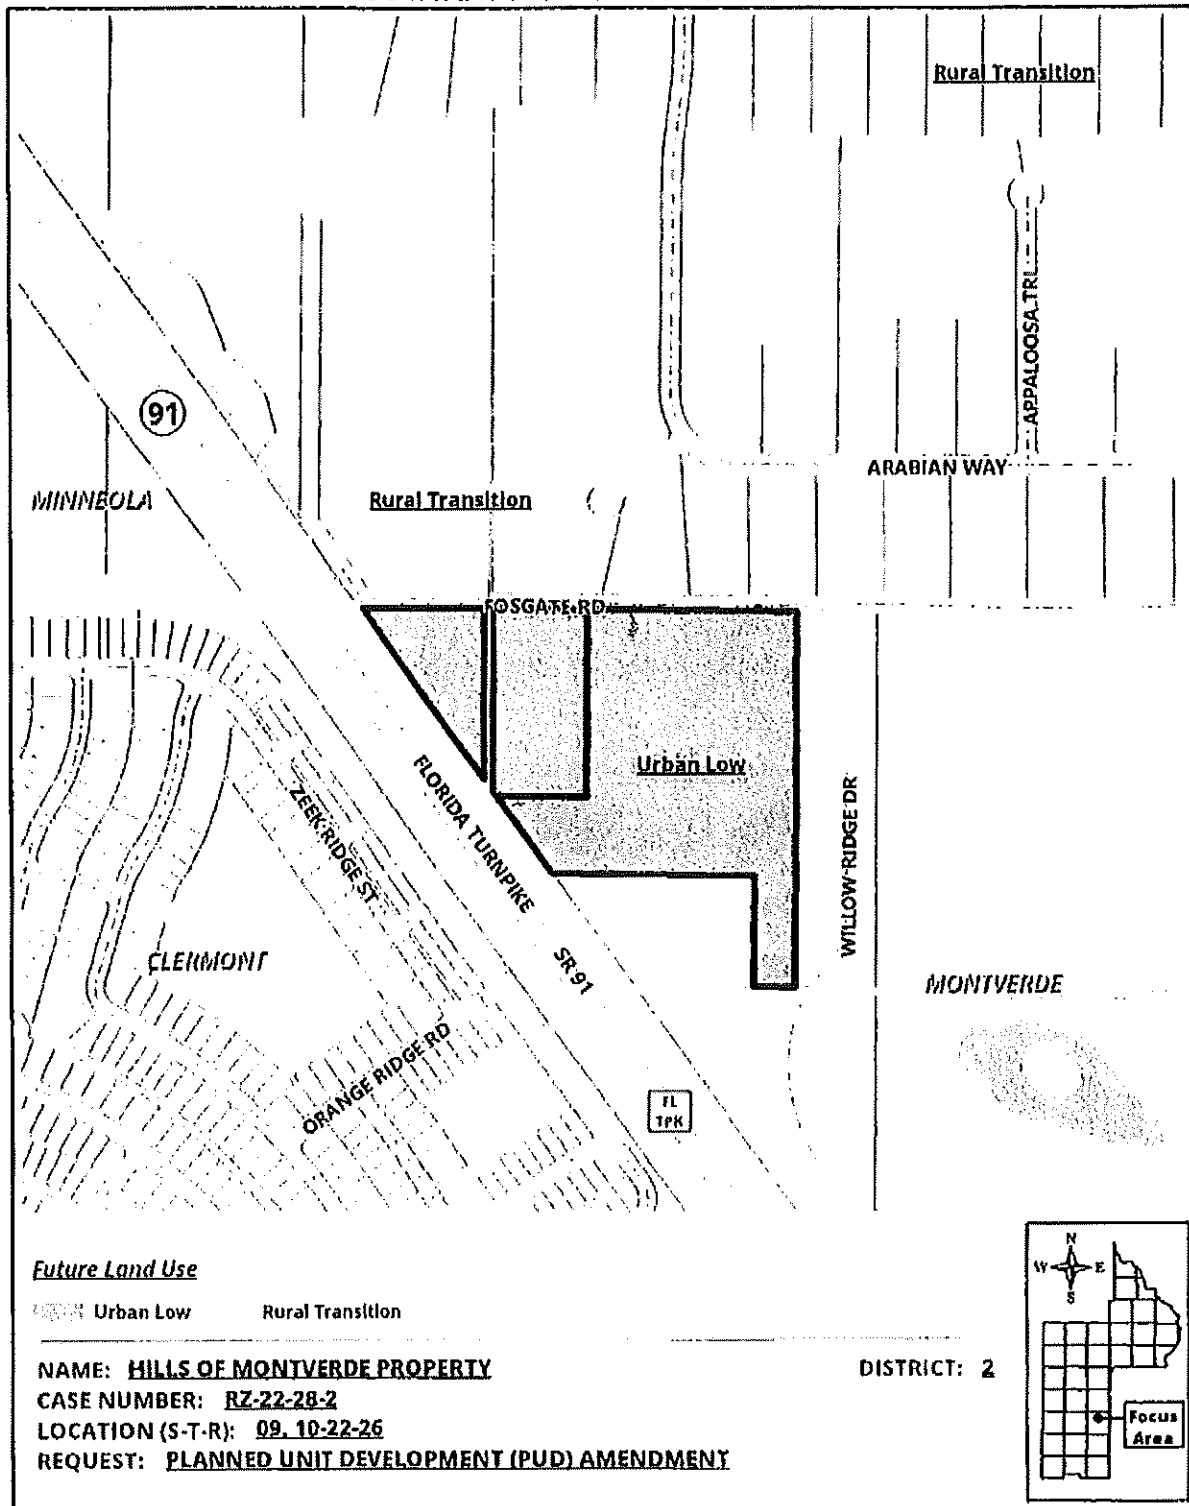 Rural Transition
APPALOOSA TRL
91
ARABIAN WAY
MINNEOLA
Rural Transition
FOSGATE RD
Urban Low
FLORIDA TURNPIKE
ZEEK RIDGE ST
WILLOW RIDGE DR
CLERMONT
SR 91
MONTVERDE
ORANGE RIDGE RD
FL
TPK
Future Land Use
Urban Low Rural Transition
N
W E
S
NAME: HILLS OF MONTVERDE PROPERTY
DISTRICT: 2
CASE NUMBER: RZ-22-28-2
LOCATION (S-T-R): 09, 10-22-26
REQUEST: PLANNED UNIT DEVELOPMENT (PUD) AMENDMENT
Focus
Area